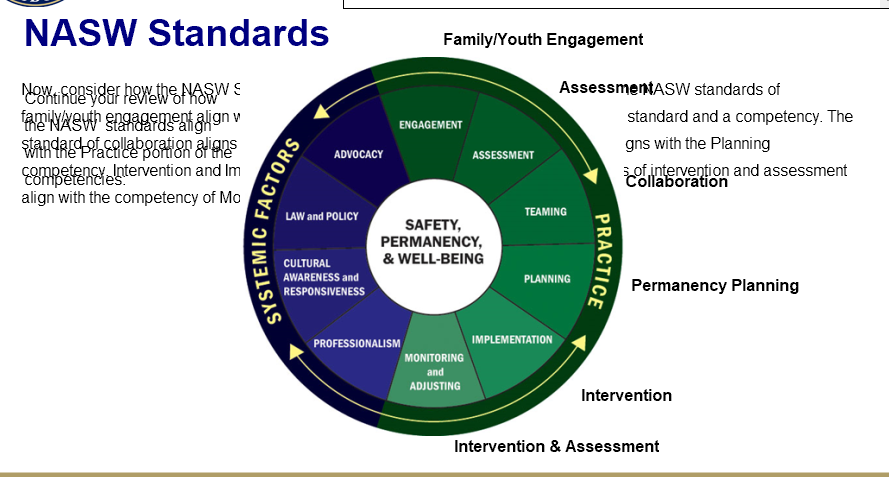 NASW Standards
Family/Youth Engagement
Assessment
Now, consider how the NASW S
NASW standards of
Continue your review of how
family/youth engagement align w
standard and a competency. The
the NASW standards align
standard of collaboration aligns
gns with the Planning
with the Practice portion of the
competency. Intervention and Im
s of intervention and assessment
competencies.
align with the competency of Mo
Collaboration
Permanency Planning
Intervention
Intervention & Assessment
SYSTEMIC FACTORS
PRACTICE
ENGAGEMENT
ASSESSMENT
TEAMING
PLANNING
IMPLEMENTATION
MONITORING
and
ADJUSTING
PROFESSIONALISM
CULTURAL
AWARENESS and
RESPONSIVENESS
LAW and POLICY
ADVOCACY
SAFETY,
PERMANENCY,
& WELL-BEING